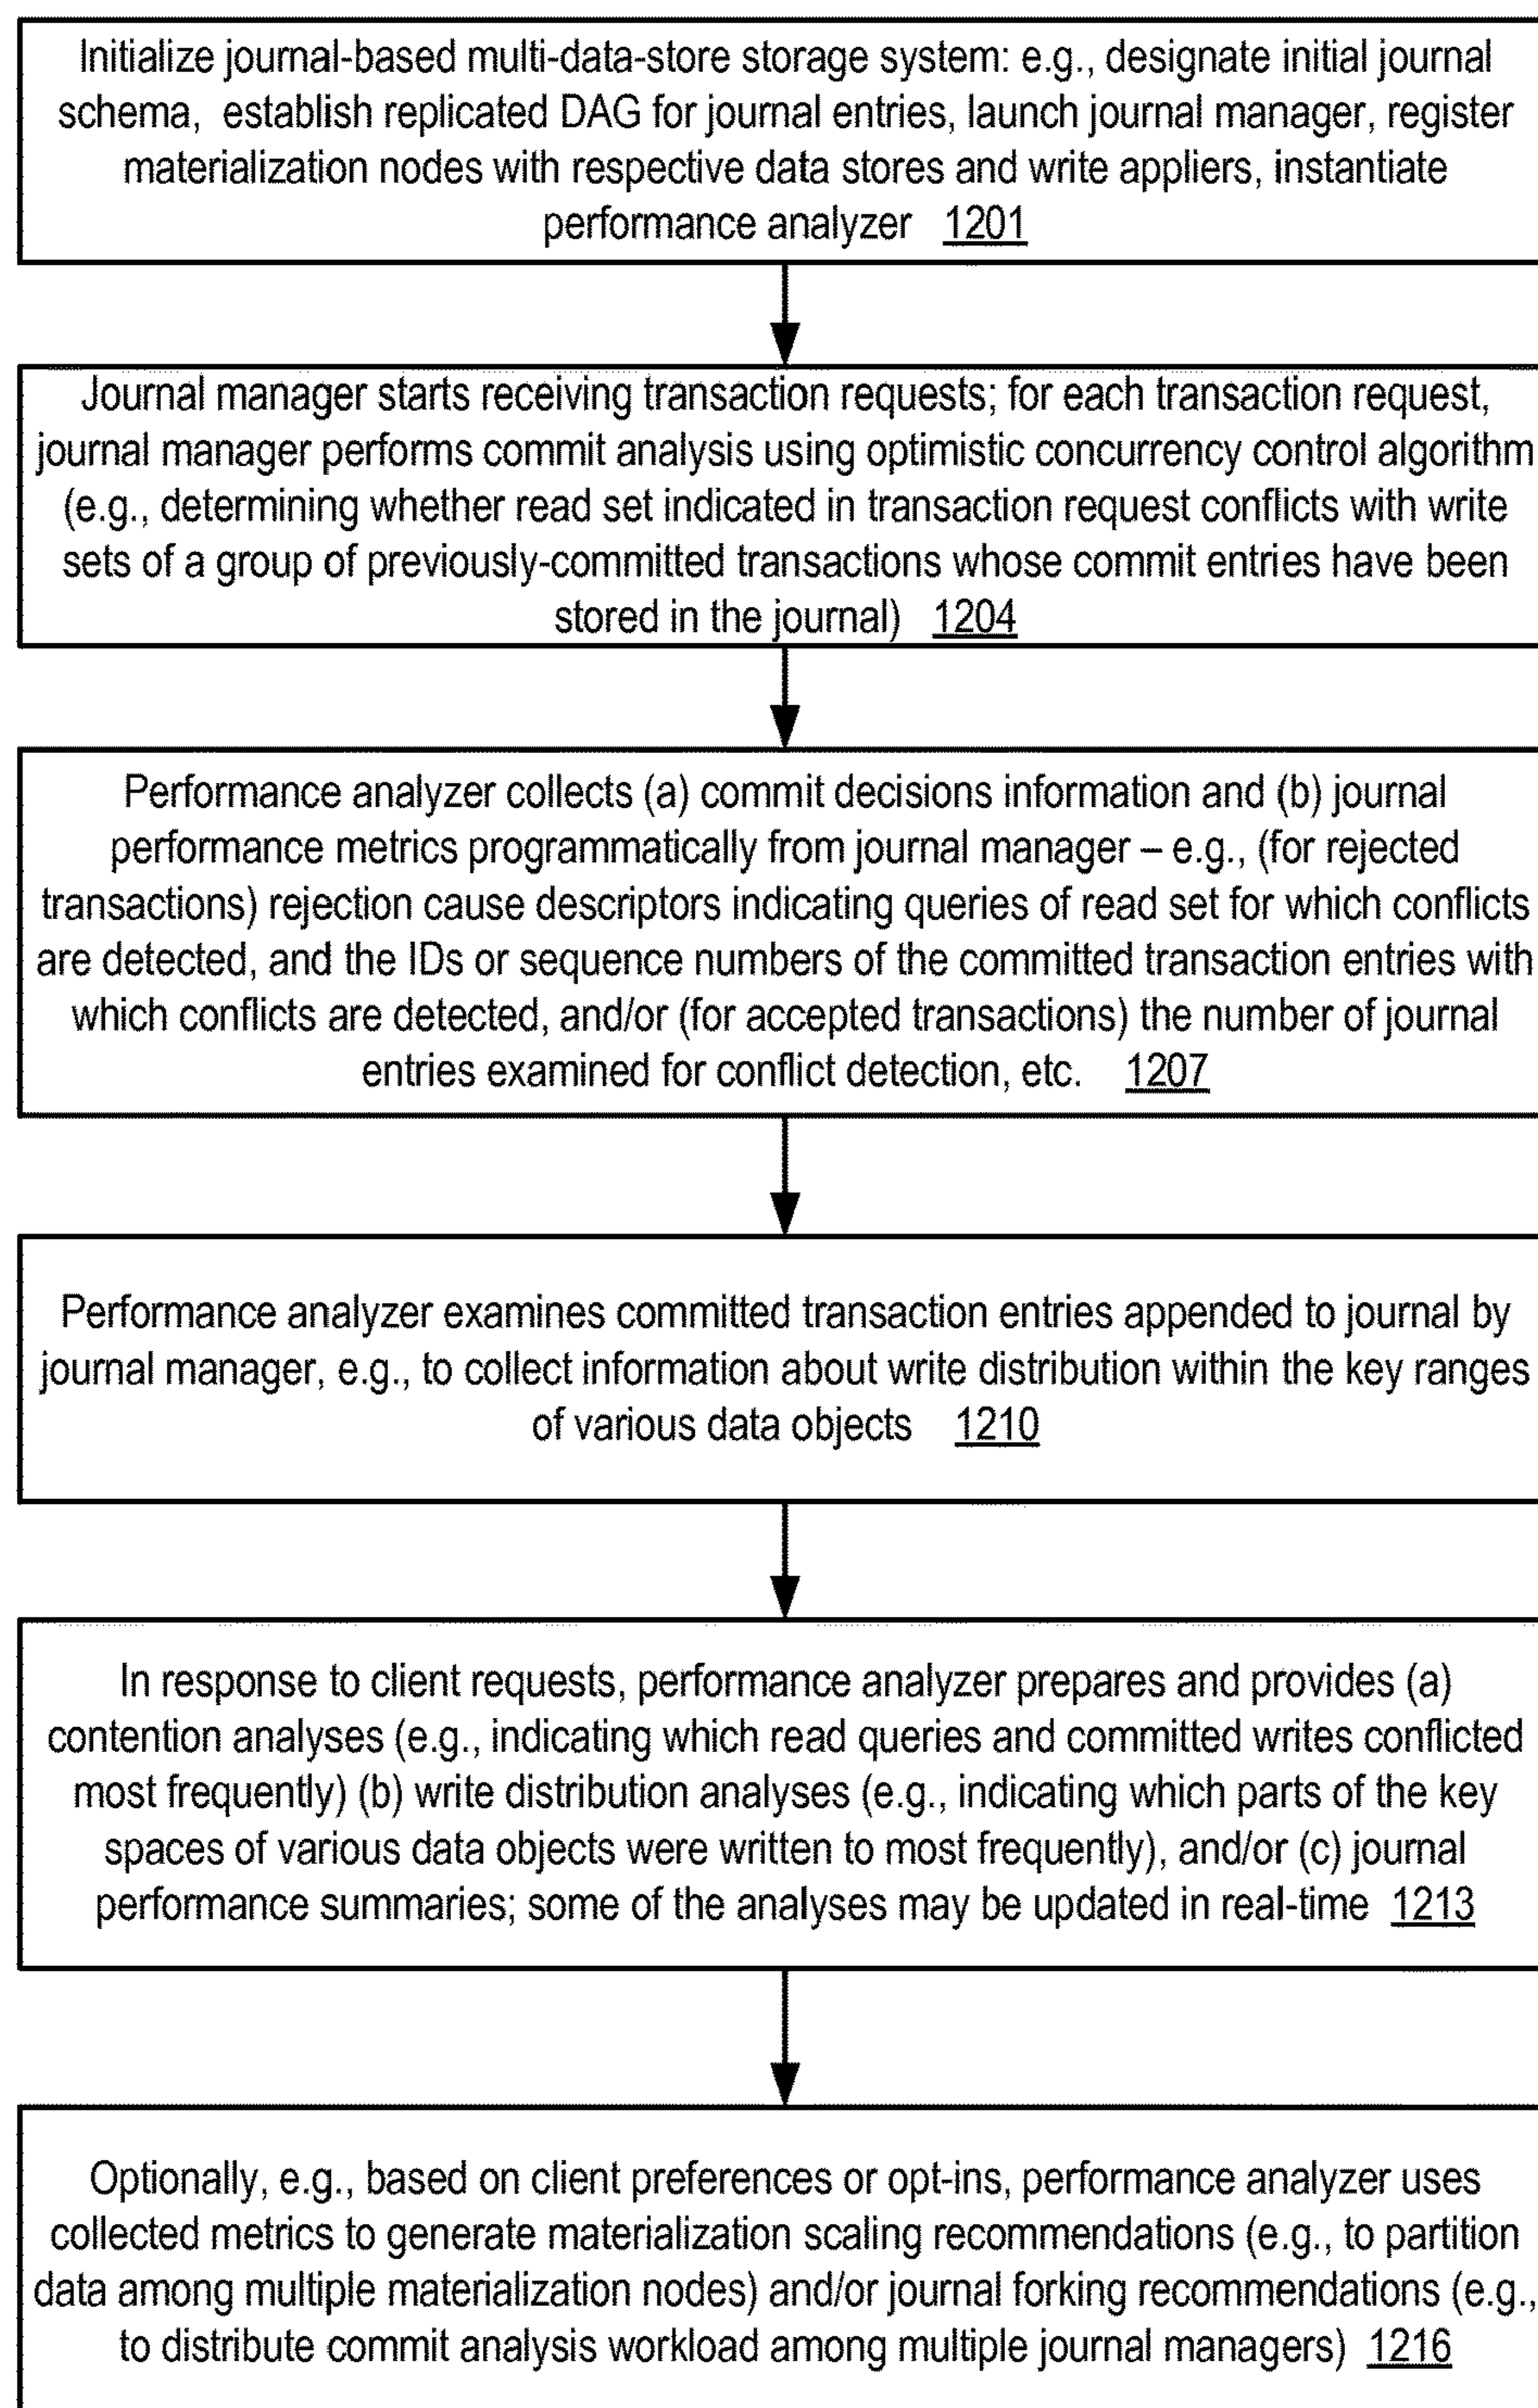 Initialize journal-based multi-data-store storage system: e.g., designate initial journal
schema, establish replicated DAG for journal entries, launch journal manager, register
materialization nodes with respective data stores and write appliers, instantiate
performance analyzer 1201
Journal manager starts receiving transaction requests; for each transaction request,
journal manager performs commit analysis using optimistic concurrency control algorithm
(e.g., determining whether read set indicated in transaction request conflicts with write
sets of a group of previously-committed transactions whose commit entries have been
stored in the journal) 1204
Performance analyzer collects (a) commit decisions information and (b) journal
performance metrics programmatically from journal manager – e.g., (for rejected
transactions) rejection cause descriptors indicating queries of read set for which conflicts
are detected, and the IDs or sequence numbers of the committed transaction entries with
which conflicts are detected, and/or (for accepted transactions) the number of journal
entries examined for conflict detection, etc. 1207
Performance analyzer examines committed transaction entries appended to journal by
journal manager, e.g., to collect information about write distribution within the key ranges
of various data objects 1210
In response to client requests, performance analyzer prepares and provides (a)
contention analyses (e.g., indicating which read queries and committed writes conflicted
most frequently) (b) write distribution analyses (e.g., indicating which parts of the key
spaces of various data objects were written to most frequently), and/or (c) journal
performance summaries; some of the analyses may be updated in real-time 1213
Optionally, e.g., based on client preferences or opt-ins, performance analyzer uses
collected metrics to generate materialization scaling recommendations (e.g., to partition
data among multiple materialization nodes) and/or journal forking recommendations (e.g.,
to distribute commit analysis workload among multiple journal managers) 1216